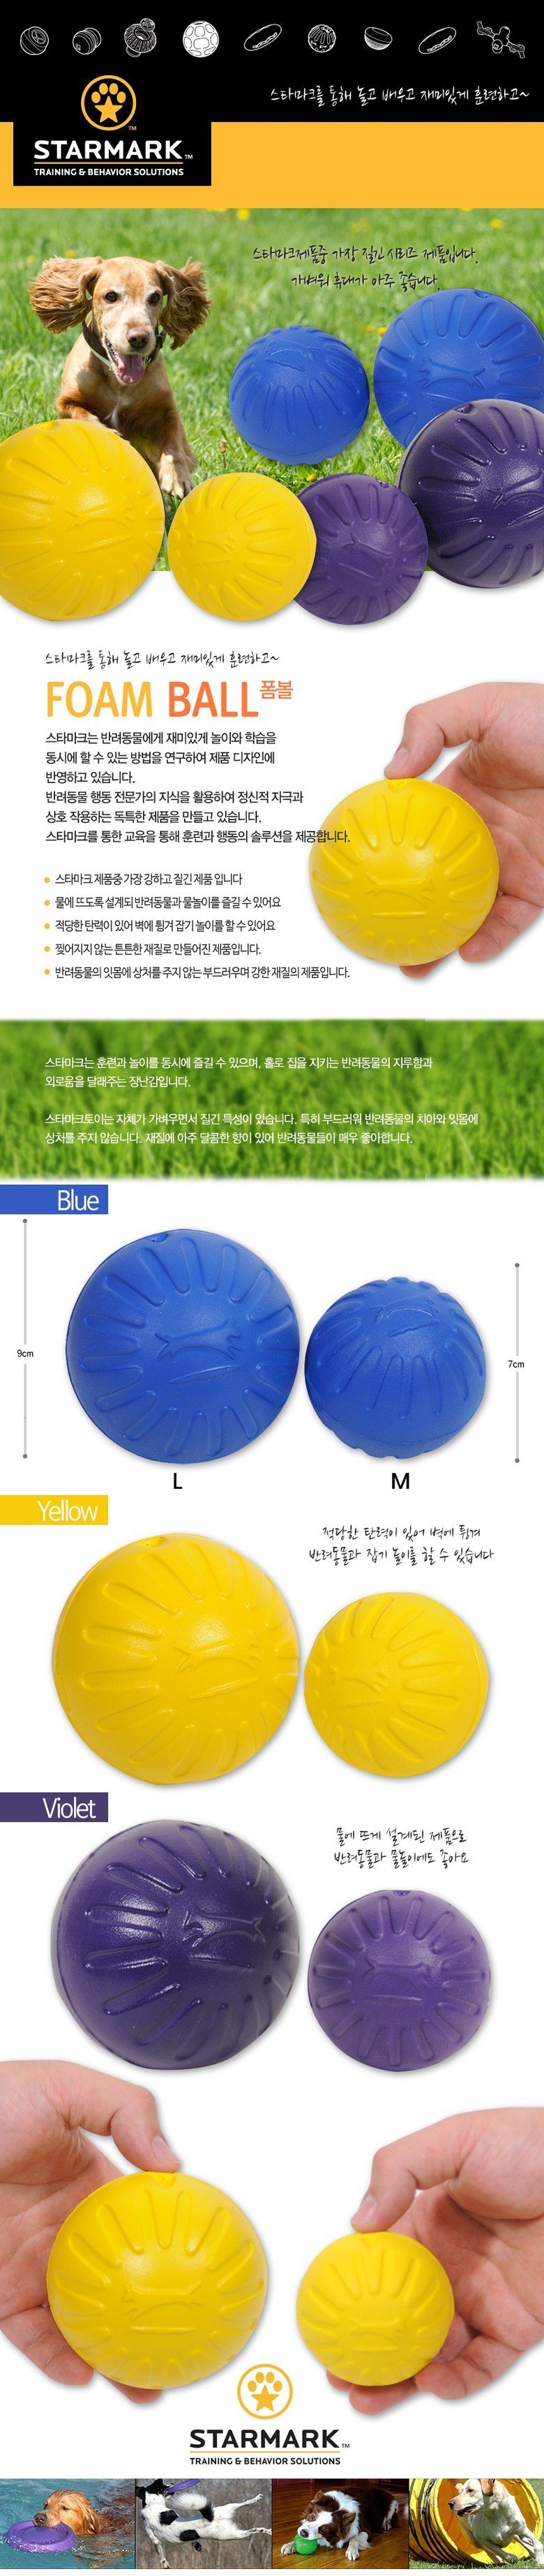 스타마크를 통해 놀고 배우고 재미있게 훈련하고~
STARMARK™
TRAINING & BEHAVIOR SOLUTIONS
스타마크제품중 가장 질긴 시리즈 제품입니다.
가벼워 휴대가 아주 좋습니다.
스타마크를 통해 놀고 배우고 재미있게 훈련하고~
FOAM BALL 폼볼
스타마크는 반려동물에게 재미있게 놀이와 학습을
동시에 할 수 있는 방법을 연구하여 제품 디자인에
반영하고 있습니다.
반려동물 행동 전문가의 지식을 활용하여 정신적 자극과
상호 작용하는 독특한 제품을 만들고 있습니다.
스타마크를 통한 교육을 통해 훈련과 행동의 솔루션을 제공합니다.
스타마크 제품중 가장 강하고 질긴 제품 입니다
물에 뜨도록 설계되 반려동물과 물놀이를 즐길 수 있어요
적당한 탄력이 있어 벽에 튕겨 잡기 놀이를 할 수 있어요
찢어지지 않는 튼튼한 재질로 만들어진 제품입니다.
반려동물의 잇몸에 상처를 주지 않는 부드러우며 강한 재질의 제품입니다.
스타마크는 훈련과 놀이를 동시에 즐길 수 있으며, 홀로 집을 지키는 반려동물의 지루함과
외로움을 달래주는 장난감입니다.
스타마크토이는 자체가 가벼우면서 질긴 특성이 있습니다. 특히 부드러워 반려동물의 치아와 잇몸에
상처를 주지 않습니다. 재질에 아주 달콤한 향이 있어 반려동물들이 매우 좋아합니다.
Blue
9cm
7cm
L
M
Yellow
적당한 탄력이 있어 벽에 튕겨
반려동물과 잡기 놀이를 할 수 있습니다
Violet
물에 뜨게 설계된 제품으로
반려동물과 물놀이에도 좋아요
STARMARK™
TRAINING & BEHAVIOR SOLUTIONS